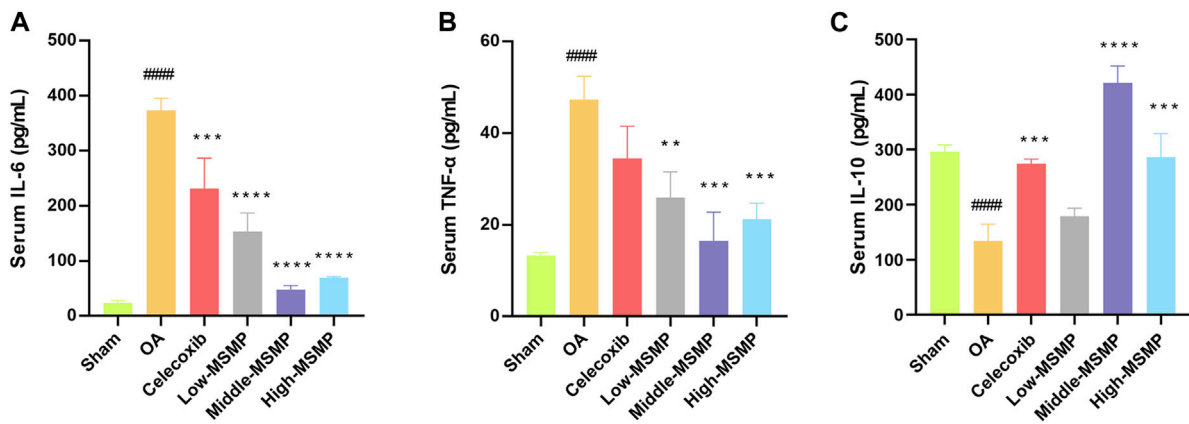 A
Serum IL-6 (pg/mL)
500
400
300
200
100
0
####
***
****
****
****
Sham
OA
Celecoxib
Low-MSMP
Middle-MSMP
High-MSMP
B
Serum TNF-α (pg/mL)
60
40
20
0
####
**
***
***
Sham
OA
Celecoxib
Low-MSMP
Middle-MSMP
High-MSMP
C
Serum IL-10 (pg/mL)
500
400
300
200
100
0
####
***
****
***
Sham
OA
Celecoxib
Low-MSMP
Middle-MSMP
High-MSMP